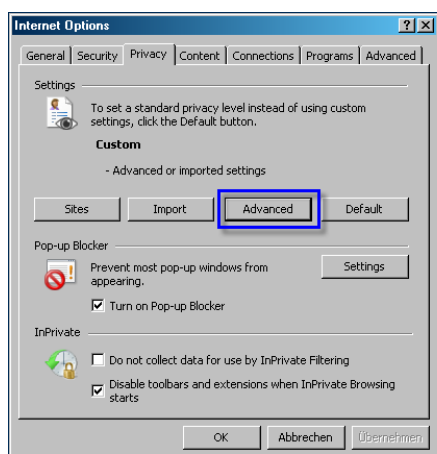 Internet Options
General Security Privacy Content Connections Programs Advanced
Settings
To set a standard privacy level instead of using custom
settings, click the Default button.
Custom
- Advanced or imported settings
Sites Import Advanced Default
Pop-up Blocker
Prevent most pop-up windows from
appearing.
Settings
Turn on Pop-up Blocker
InPrivate
Do not collect data for use by InPrivate Filtering
Disable toolbars and extensions when InPrivate Browsing
starts
OK Abbrechen Übernehmen